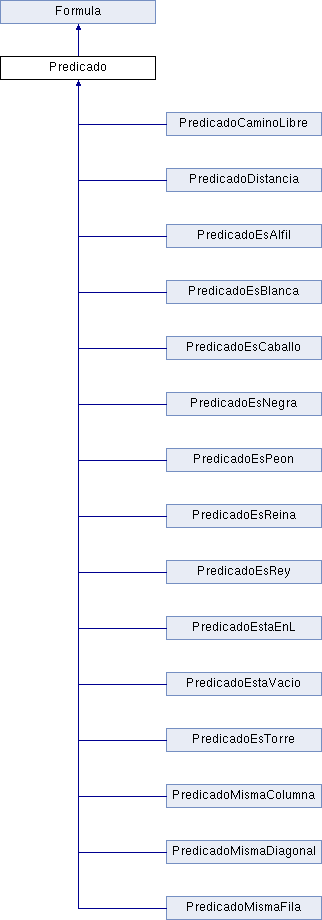 Formula
Predicado
PredicadoCaminoLibre
PredicadoDistancia
PredicadoEsAlfil
PredicadoEsBlanca
PredicadoEsCaballo
PredicadoEsNegra
PredicadoEsPeon
PredicadoEsReina
PredicadoEsRey
PredicadoEstaEnL
PredicadoEstaVacio
PredicadoEsTorre
PredicadoMismaColumna
PredicadoMismaDiagonal
PredicadoMismaFila